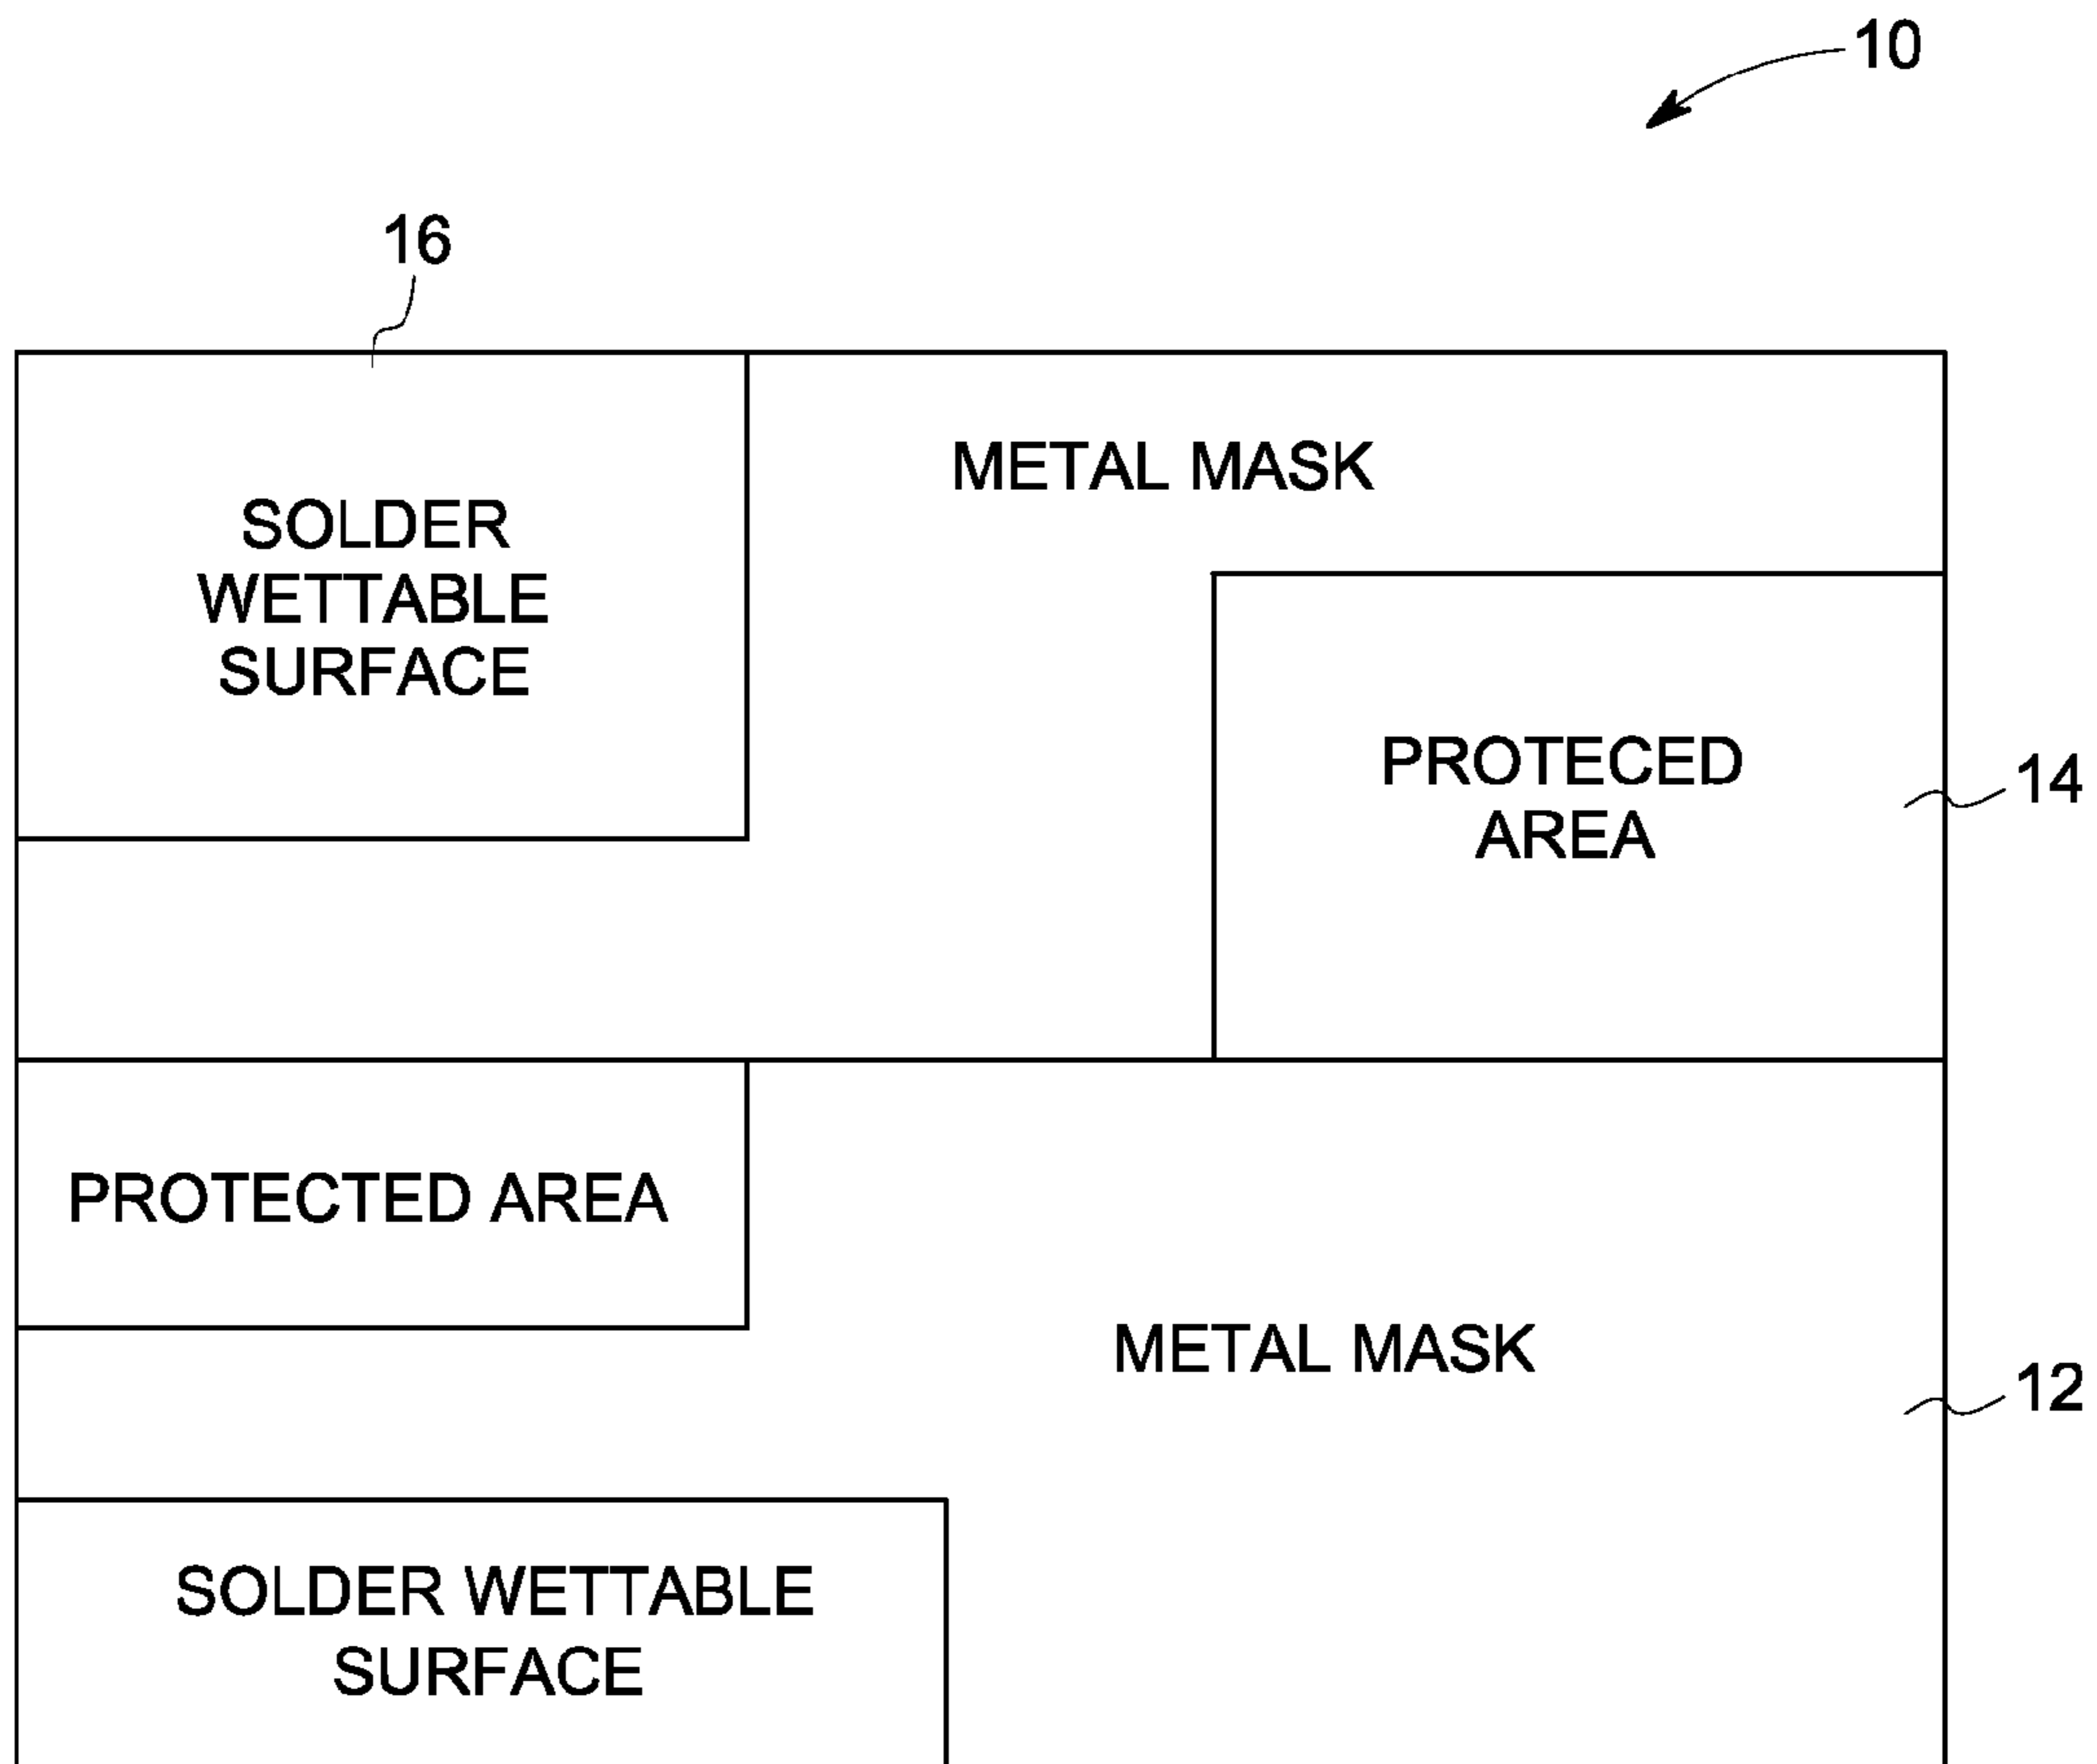 10
16
METAL MASK
SOLDER
WETTABLE
SURFACE
PROTECED
AREA
14
PROTECTED AREA
METAL MASK
12
SOLDER WETTABLE
SURFACE